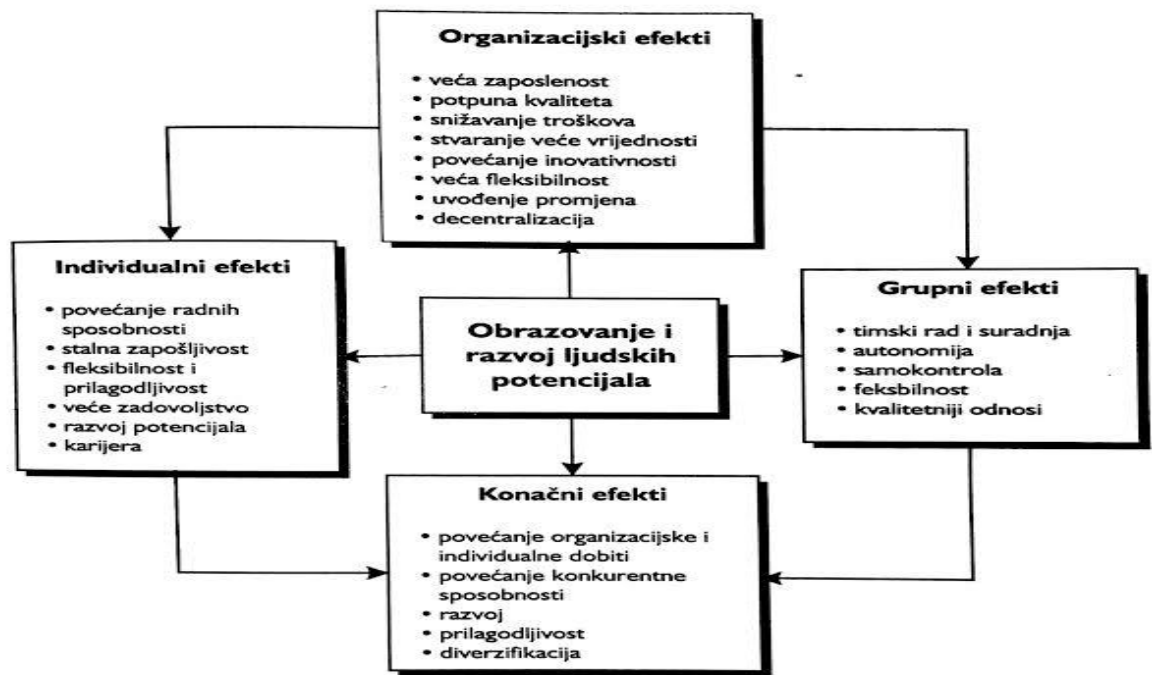 Organizacijski efekti
• veća zaposlenost
• potpuna kvaliteta
• snižavanje troškova
• stvaranje veće vrijednosti
• povećanje inovativnosti
• veća fleksibilnost
• uvođenje promjena
• decentralizacija
Individualni efekti
• povećanje radnih
sposobnosti
• stalna zapošljivost
• fleksibilnost i
prilagodljivost
• veće zadovoljstvo
• razvoj potencijala
• karijera
Obrazovanje i
razvoj ljudskih
potencijala
Grupni efekti
• timski rad i suradnja
• autonomija
• samokontrola
• feksbilnost
• kvalitetniji odnosi
Konačni efekti
• povećanje organizacijske i
individualne dobiti
• povećanje konkurentne
sposobnosti
• razvoj
• prilagodljivost
• diverzifikacija